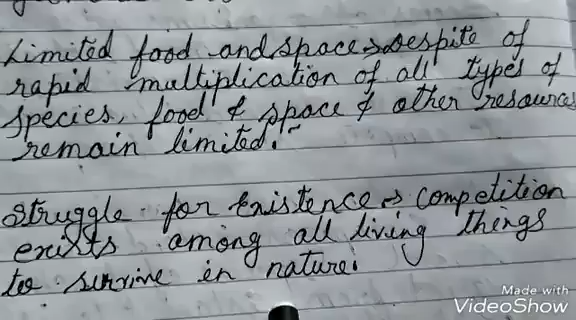 Limited food and space → despite of
rapid multiplication of all types of
species, food & space & other resources
remain limited.
struggle for Existence → competition
exists among all living things
to survive in nature.
Made with
VideoShow